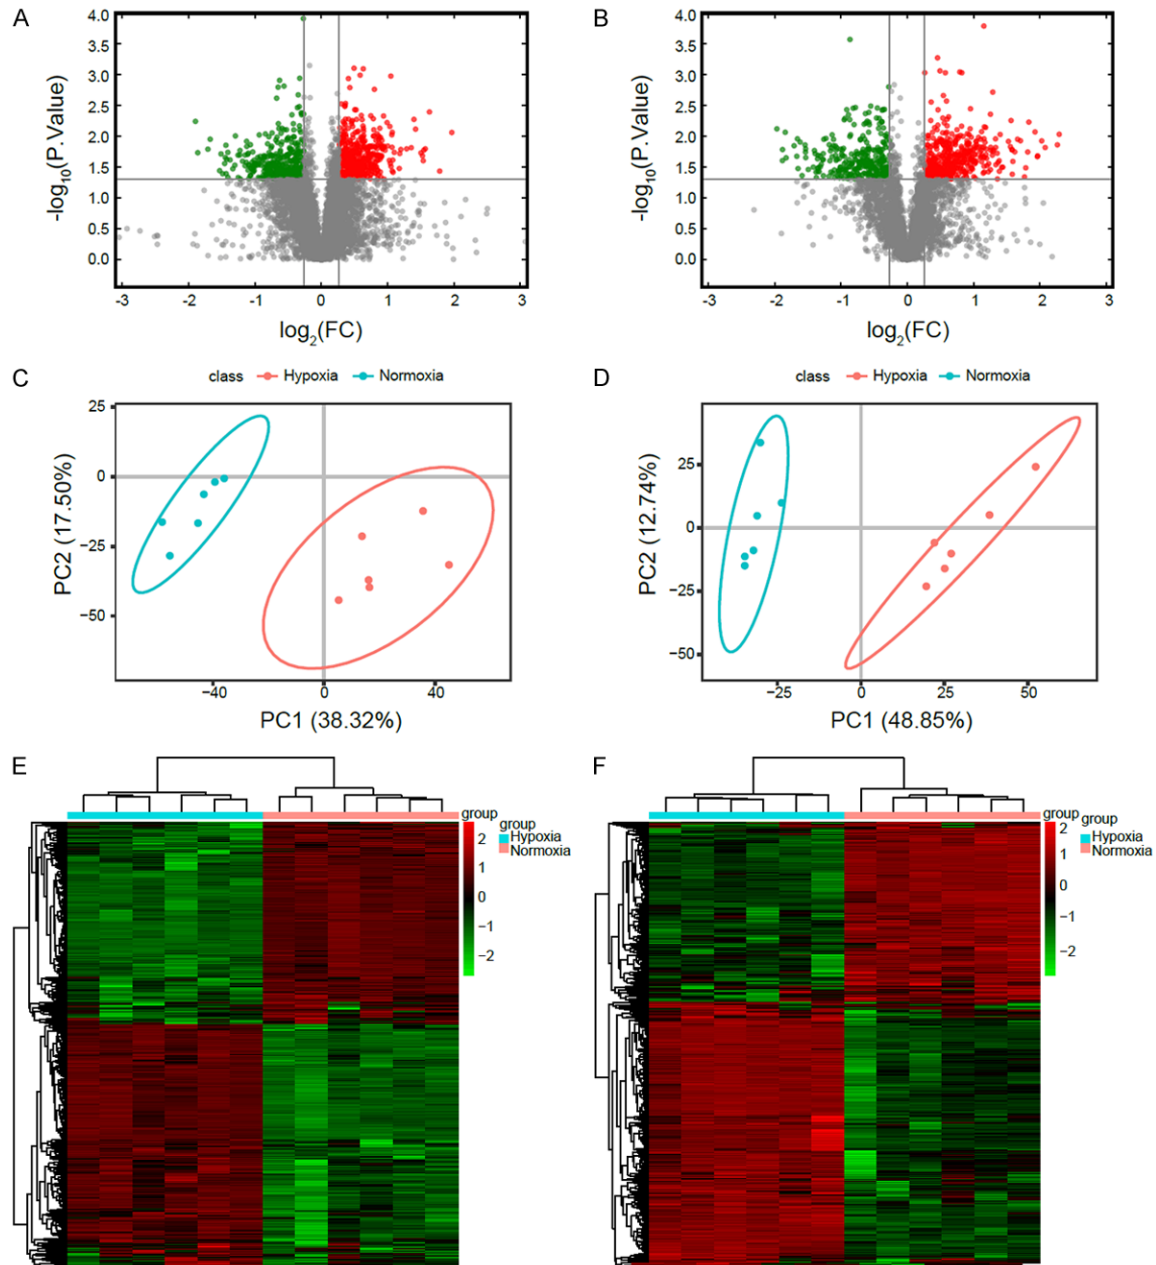 A
4.0
3.5
3.0
2.5
2.0
1.5
1.0
0.5
0.0
-log10(P.Value)
-3 -2 -1 0 1 2 3
log2(FC)
B
4.0
3.5
3.0
2.5
2.0
1.5
1.0
0.5
0.0
-log10(P.Value)
-3 -2 -1 0 1 2 3
log2(FC)
C
class Hypoxia Normoxia
25
0
−25
−50
PC2 (17.50%)
−40 0 40
PC1 (38.32%)
D
class Hypoxia Normoxia
25
0
−25
−50
PC2 (12.74%)
−25 0 25 50
PC1 (48.85%)
E
group
2
1
0
−1
−2
group
Hypoxia
Normoxia
F
group
2
1
0
−1
−2
group
Hypoxia
Normoxia